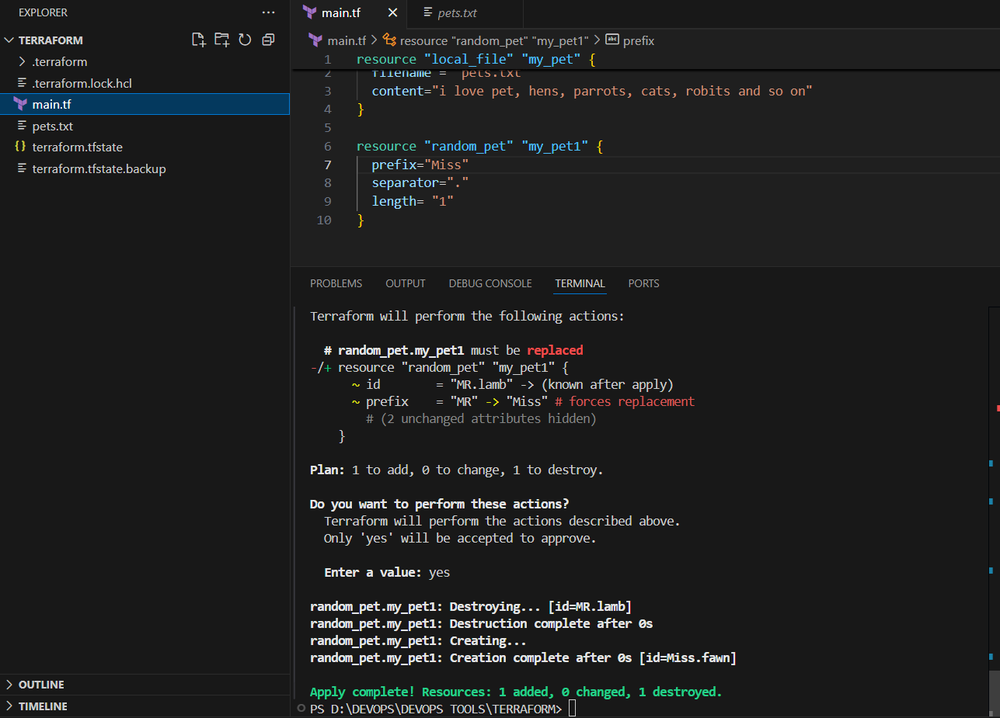 EXPLORER
TERRAFORM
.terraform
.terraform.lock.hcl
main.tf
pets.txt
terraform.tfstate
terraform.tfstate.backup
OUTLINE
TIMELINE
main.tf
pets.txt
main.tf > resource "random_pet" "my_pet1" > abc prefix
1 resource "local_file" "my_pet" {
2 filename = "pets.txt"
3 content="i love pet, hens, parrots, cats, robits and so on"
4 }
5
6 resource "random_pet" "my_pet1" {
7 prefix="Miss"
8 separator="."
9 length= "1"
10 }
PROBLEMS OUTPUT DEBUG CONSOLE TERMINAL PORTS
Terraform will perform the following actions:
# random_pet.my_pet1 must be replaced
-/+ resource "random_pet" "my_pet1" {
~ id = "MR.lamb" -> (known after apply)
~ prefix = "MR" -> "Miss" # forces replacement
# (2 unchanged attributes hidden)
}
Plan: 1 to add, 0 to change, 1 to destroy.
Do you want to perform these actions?
Terraform will perform the actions described above.
Only 'yes' will be accepted to approve.
Enter a value: yes
random_pet.my_pet1: Destroying... [id=MR.lamb]
random_pet.my_pet1: Destruction complete after 0s
random_pet.my_pet1: Creating...
random_pet.my_pet1: Creation complete after 0s [id=Miss.fawn]
Apply complete! Resources: 1 added, 0 changed, 1 destroyed.
PS D:\DEVOPS\DEVOPS TOOLS\TERRAFORM>